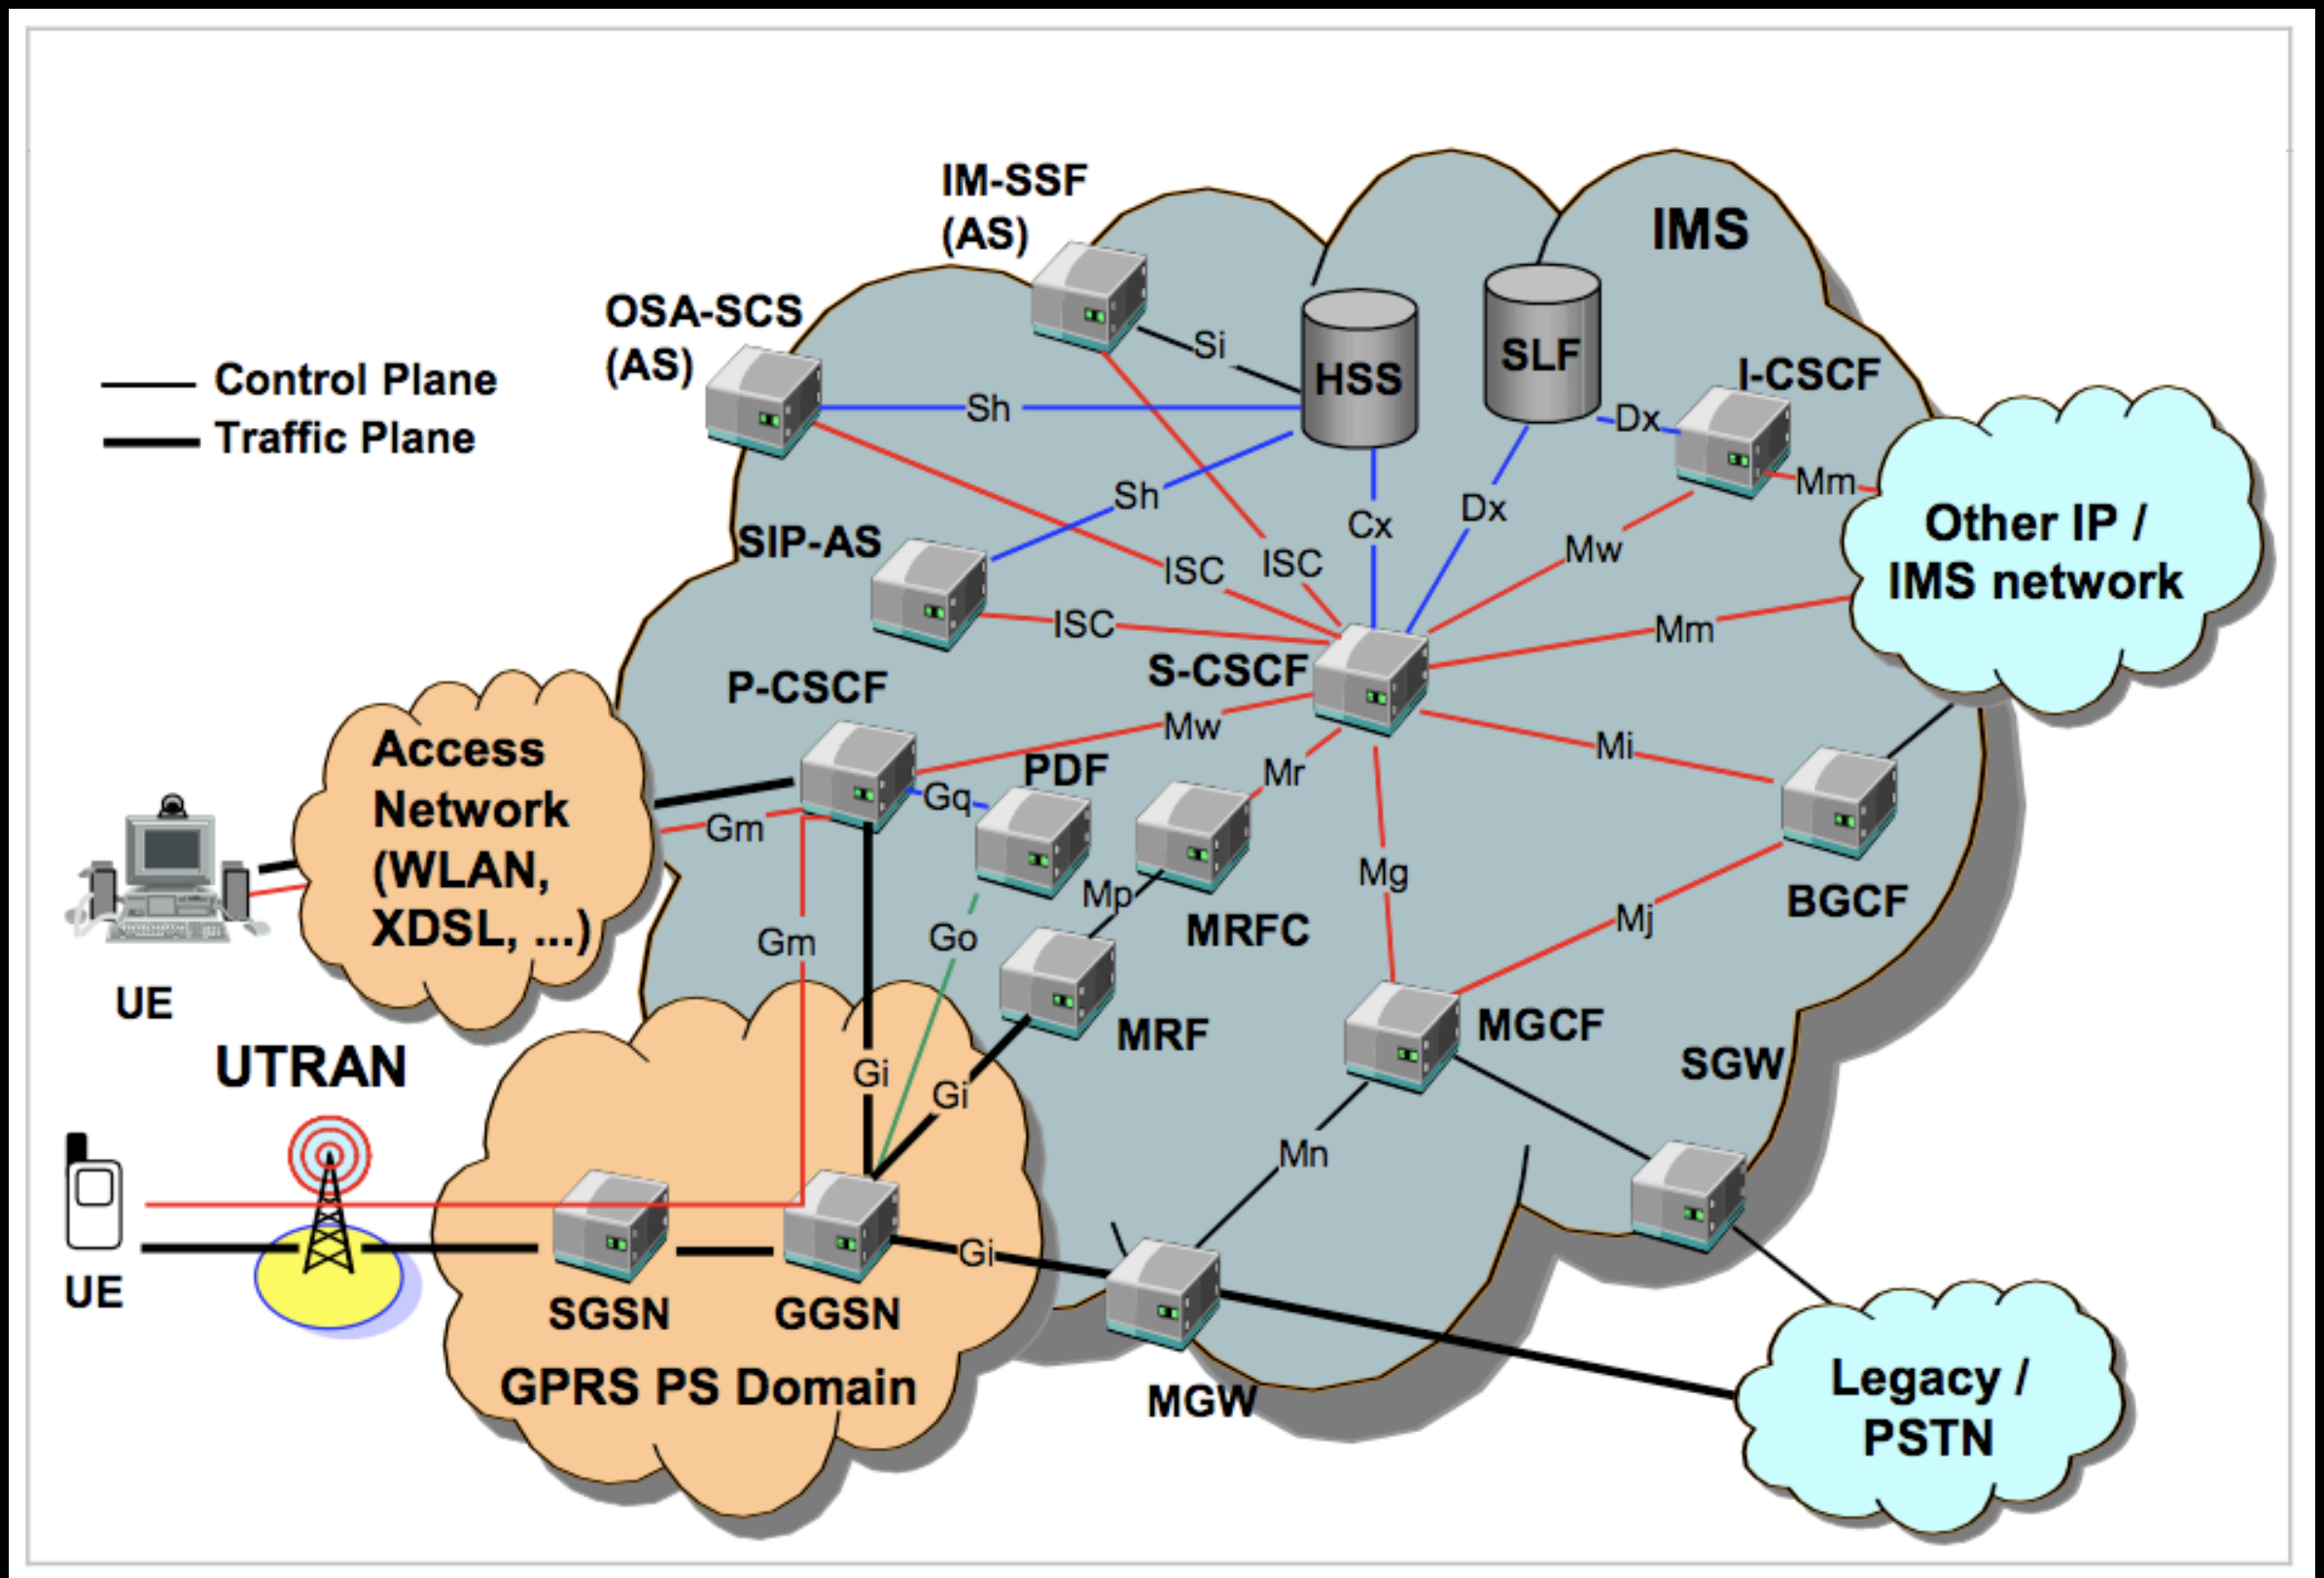 IM-SSF
(AS)
IMS
OSA-SCS
(AS)
Control Plane
Traffic Plane
Si
HSS
SLF
I-CSCF
Dx
Sh
Mm
Sh
Cx
Dx
Other IP /
IMS network
SIP-AS
ISC
ISC
Mw
ISC
Mm
S-CSCF
P-CSCF
Mw
Mi
Access
Network
(WLAN,
XDSL, ...)
PDF
Mr
Gq
Gm
Mg
Mp
BGCF
MRFC
Mj
Gm
Go
UE
MRF
MGCF
UTRAN
SGW
Gi
Gi
Mn
Gi
UE
SGSN
GGSN
GPRS PS Domain
MGW
Legacy /
PSTN